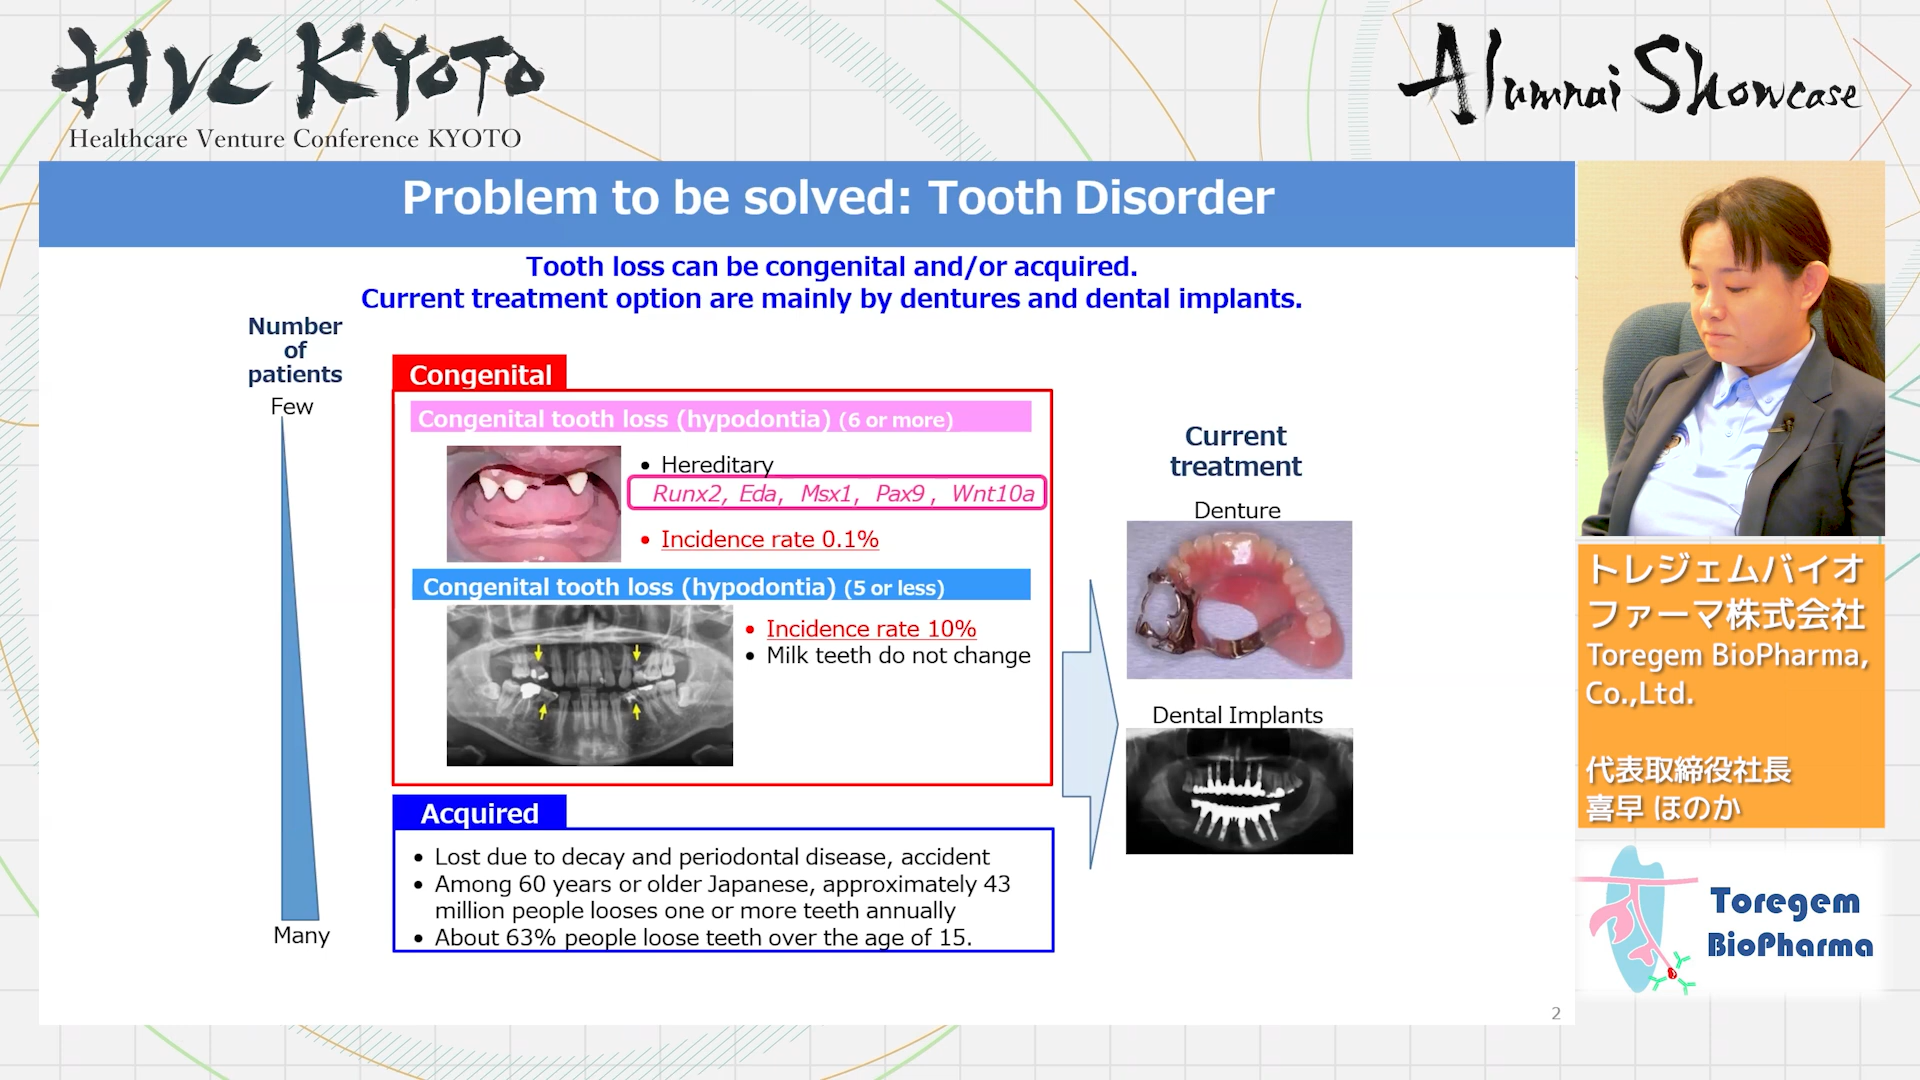 HVC KYOTO
Healthcare Venture Conference KYOTO
Alumnai Showcase
Problem to be solved: Tooth Disorder
Tooth loss can be congenital and/or acquired.
Current treatment option are mainly by dentures and dental implants.
Number
of
patients
Few
Many
Congenital
Congenital tooth loss (hypodontia) (6 or more)
• Hereditary
Runx2, Eda, Msx1, Pax9 , Wnt10a
• Incidence rate 0.1%
Congenital tooth loss (hypodontia) (5 or less)
• Incidence rate 10%
• Milk teeth do not change
Acquired
• Lost due to decay and periodontal disease, accident
• Among 60 years or older Japanese, approximately 43
million people looses one or more teeth annually
• About 63% people loose teeth over the age of 15.
Current
treatment
Denture
Dental Implants
2
トレジェムバイオ
ファーマ株式会社
Toregem BioPharma,
Co.,Ltd.
代表取締役社長
喜早 ほのか
Toregem
BioPharma